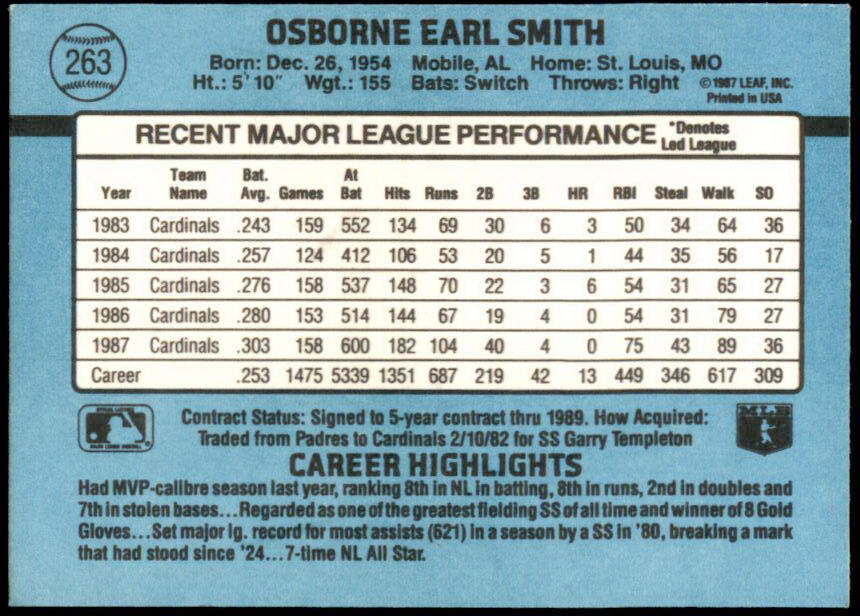 263
OSBORNE EARL SMITH
Born: Dec. 26, 1954 Mobile, AL Home: St. Louis, MO
Ht.: 5' 10" Wgt.: 155 Bats: Switch Throws: Right ©1987 LEAF, INC.
Printed in USA
RECENT MAJOR LEAGUE PERFORMANCE *Denotes Led League
Year Team Name Bat. Avg. Games At Bat Hits Runs 2B 3B HR RBI Steal Walk SO
1983 Cardinals .243 159 552 134 69 30 6 3 50 34 64 36
1984 Cardinals .257 124 412 106 53 20 5 1 44 35 56 17
1985 Cardinals .276 158 537 148 70 22 3 6 54 31 65 27
1986 Cardinals .280 153 514 144 67 19 4 0 54 31 79 27
1987 Cardinals .303 158 600 182 104 40 4 0 75 43 89 36
Career .253 1475 5339 1351 687 219 42 13 449 346 617 309
Contract Status: Signed to 5-year contract thru 1989. How Acquired:
Traded from Padres to Cardinals 2/10/82 for SS Garry Templeton
MLB
CAREER HIGHLIGHTS
Had MVP-calibre season last year, ranking 8th in NL in batting, 8th in runs, 2nd in doubles and
7th in stolen bases...Regarded as one of the greatest fielding SS of all time and winner of 8 Gold
Gloves...Set major lg. record for most assists (621) in a season by a SS in '80, breaking a mark
that had stood since '24...7-time NL All Star.